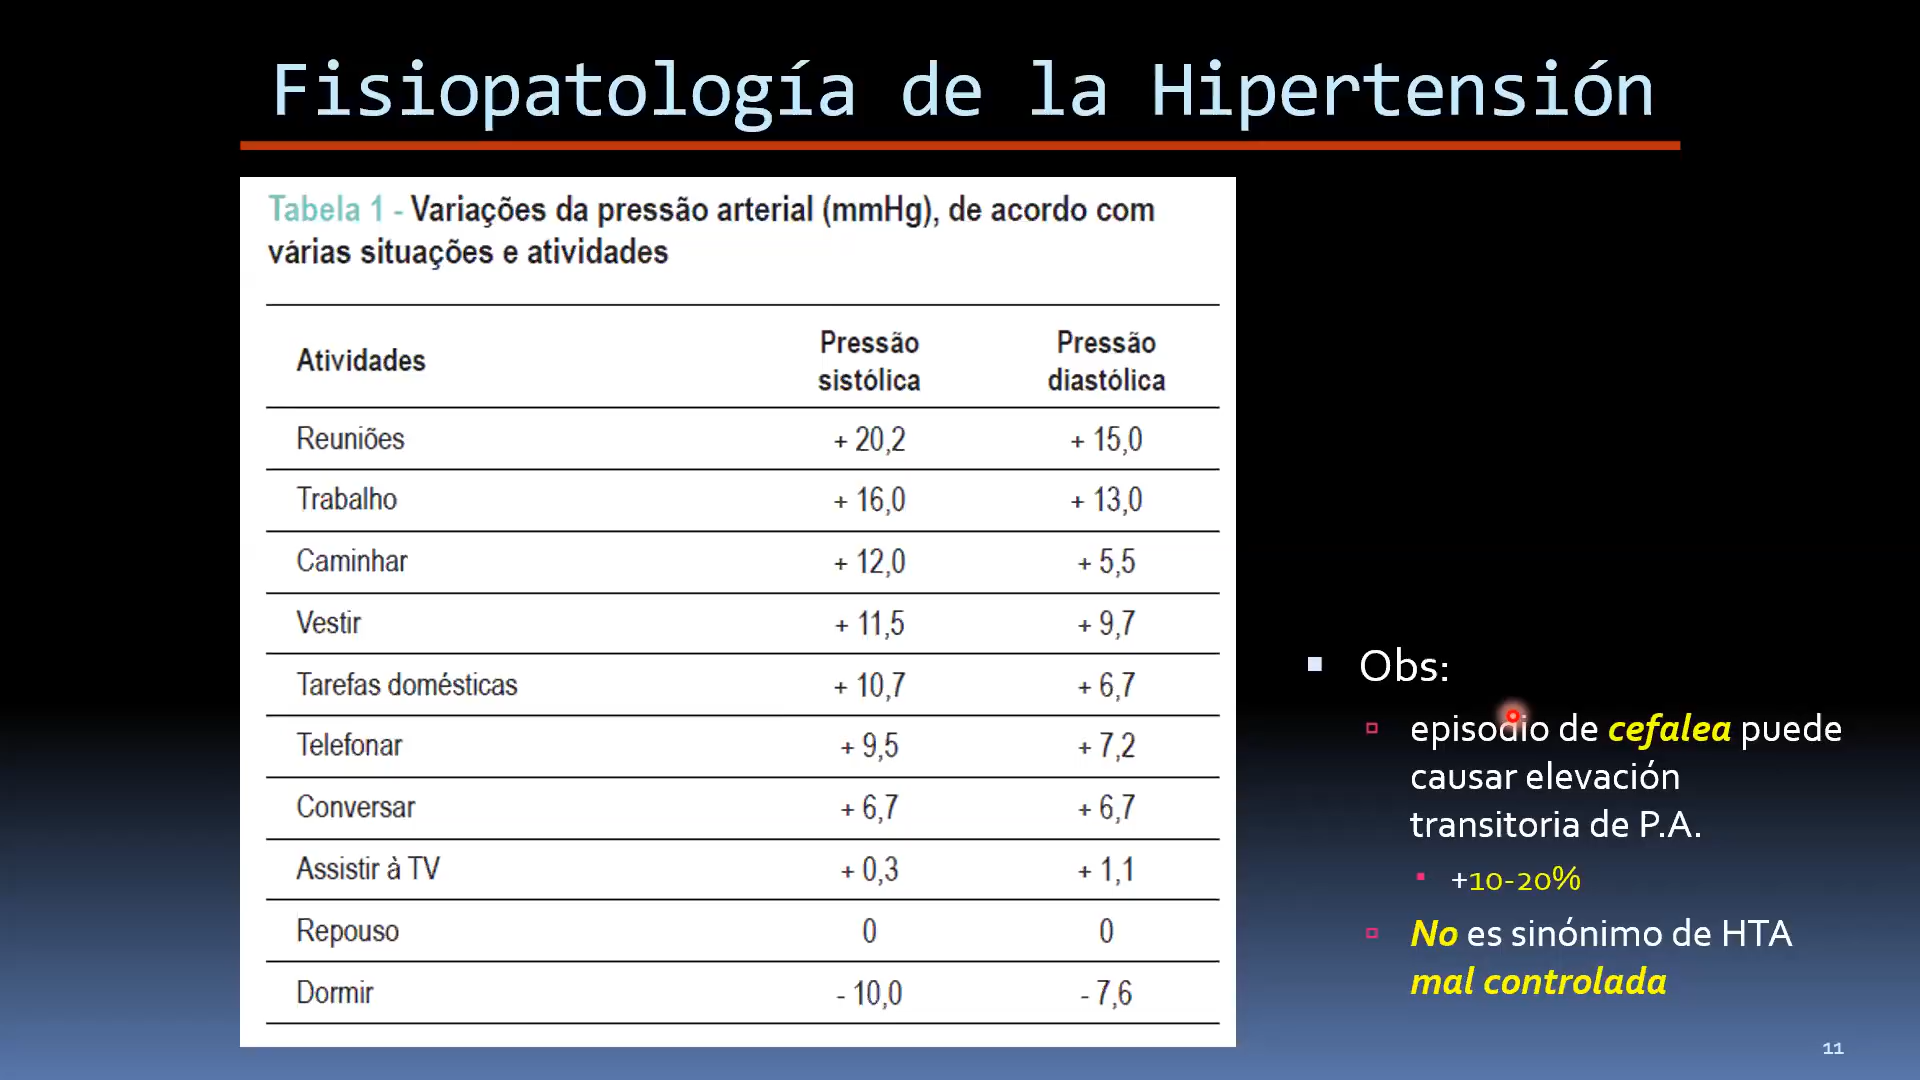 Fisiopatología de la Hipertensión
Tabela 1 - Variações da pressão arterial (mmHg), de acordo com
várias situações e atividades
Atividades Pressão sistólica Pressão diastólica
Reuniões + 20,2 + 15,0
Trabalho + 16,0 + 13,0
Caminhar + 12,0 + 5,5
Vestir + 11,5 + 9,7
Tarefas domésticas + 10,7 + 6,7
Telefonar + 9,5 + 7,2
Conversar + 6,7 + 6,7
Assistir à TV + 0,3 + 1,1
Repouso 0 0
Dormir - 10,0 - 7,6
Obs:
episodio de cefalea puede
causar elevación
transitoria de P.A.
+10-20%
No es sinónimo de HTA
mal controlada
11